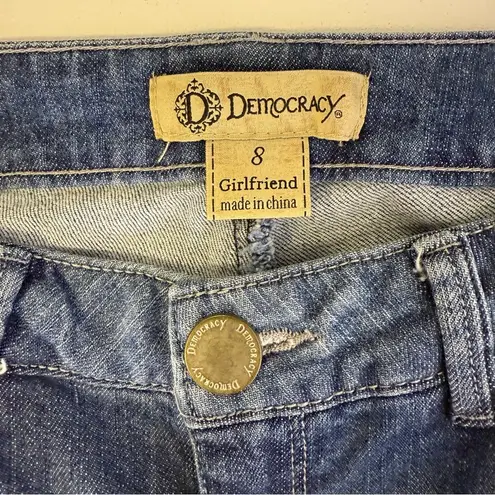 D DEMOCRACY
8
Girlfriend
made in china
DEMOCRACY
DEMOCRACY